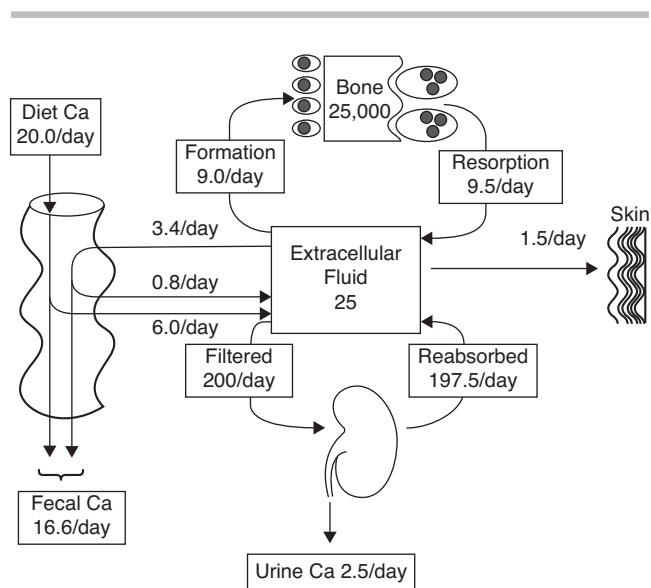 Diet Ca
20.0/day
Bone
25,000
Formation
9.0/day
Resorption
9.5/day
Skin
3.4/day
1.5/day
Extracellular
Fluid
25
0.8/day
6.0/day
Filtered
200/day
Reabsorbed
197.5/day
Fecal Ca
16.6/day
Urine Ca 2.5/day